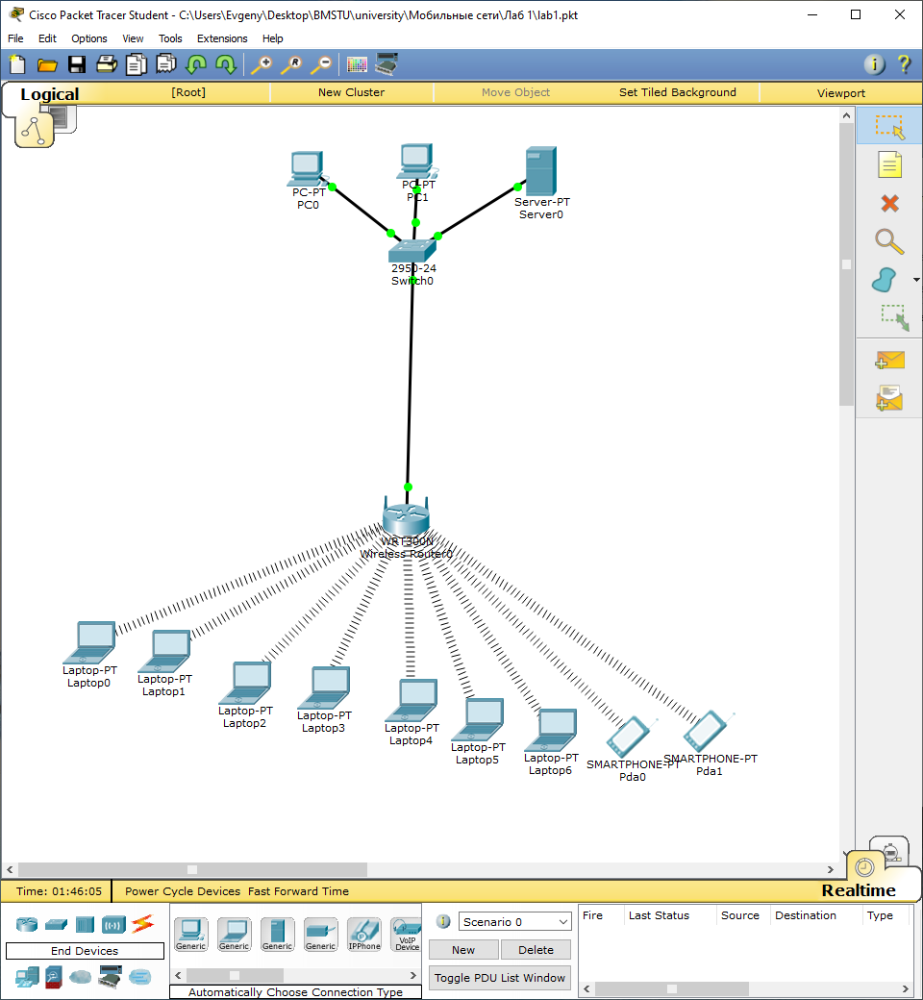 Cisco Packet Tracer Student - C:\Users\Evgeny\Desktop\BMSTU\university\Мобильные сети\Лаб 1\lab1.pkt
File Edit Options View Tools Extensions Help
Logical [Root] New Cluster Move Object Set Tiled Background Viewport
PC-PT
PC0
PC-PT
PC1
Server-PT
Server0
2950-24
Switch0
WRT300N
Wireless Router0
Laptop-PT
Laptop0
Laptop-PT
Laptop1
Laptop-PT
Laptop2
Laptop-PT
Laptop3
Laptop-PT
Laptop4
Laptop-PT
Laptop5
Laptop-PT
Laptop6
SMARTPHONE-PT
Pda0
SMARTPHONE-PT
Pda1
Time: 01:46:05 Power Cycle Devices Fast Forward Time Realtime
End Devices
Generic Generic Generic Generic IPPhone VoIP Device
Automatically Choose Connection Type
Scenario 0
New Delete
Toggle PDU List Window
Fire Last Status Source Destination Type